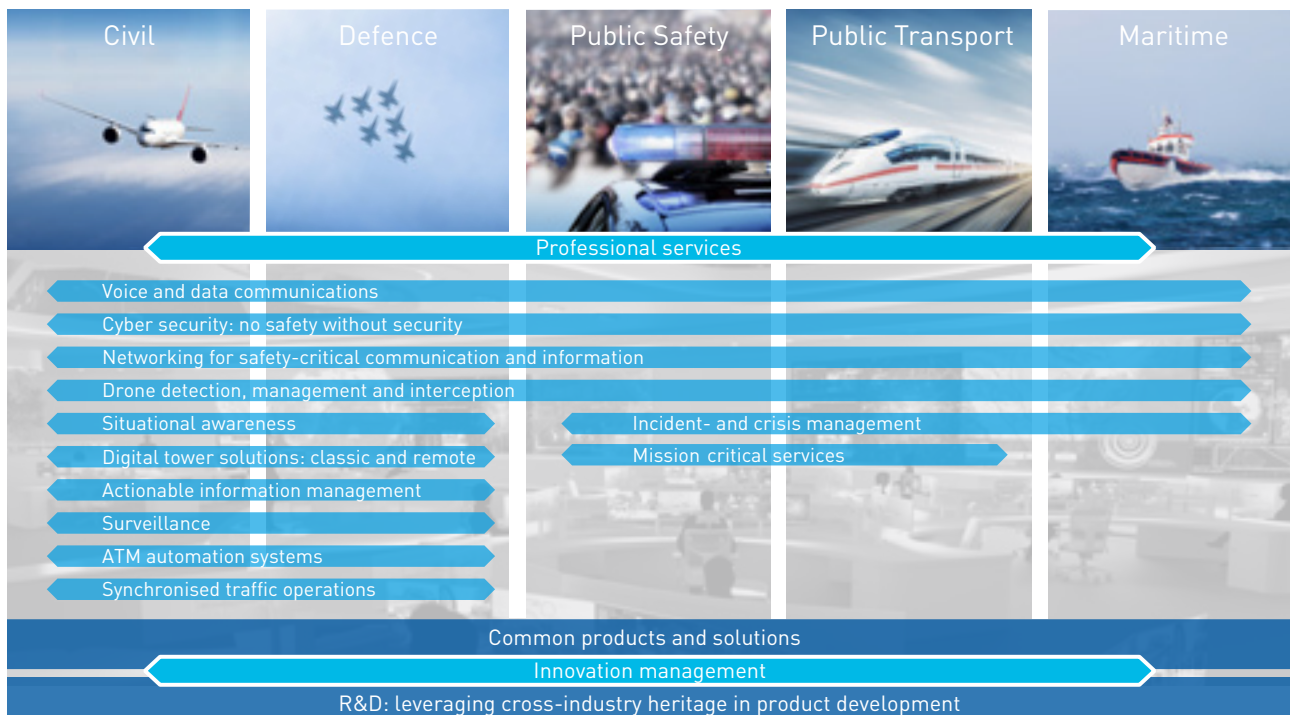 Civil
Defence
Public Safety
Public Transport
Maritime
Professional services
Voice and data communications
Cyber security: no safety without security
Networking for safety-critical communication and information
Drone detection, management and interception
Situational awareness
Incident- and crisis management
Digital tower solutions: classic and remote
Mission critical services
Actionable information management
Surveillance
ATM automation systems
Synchronised traffic operations
Common products and solutions
Innovation management
R&D: leveraging cross-industry heritage in product development